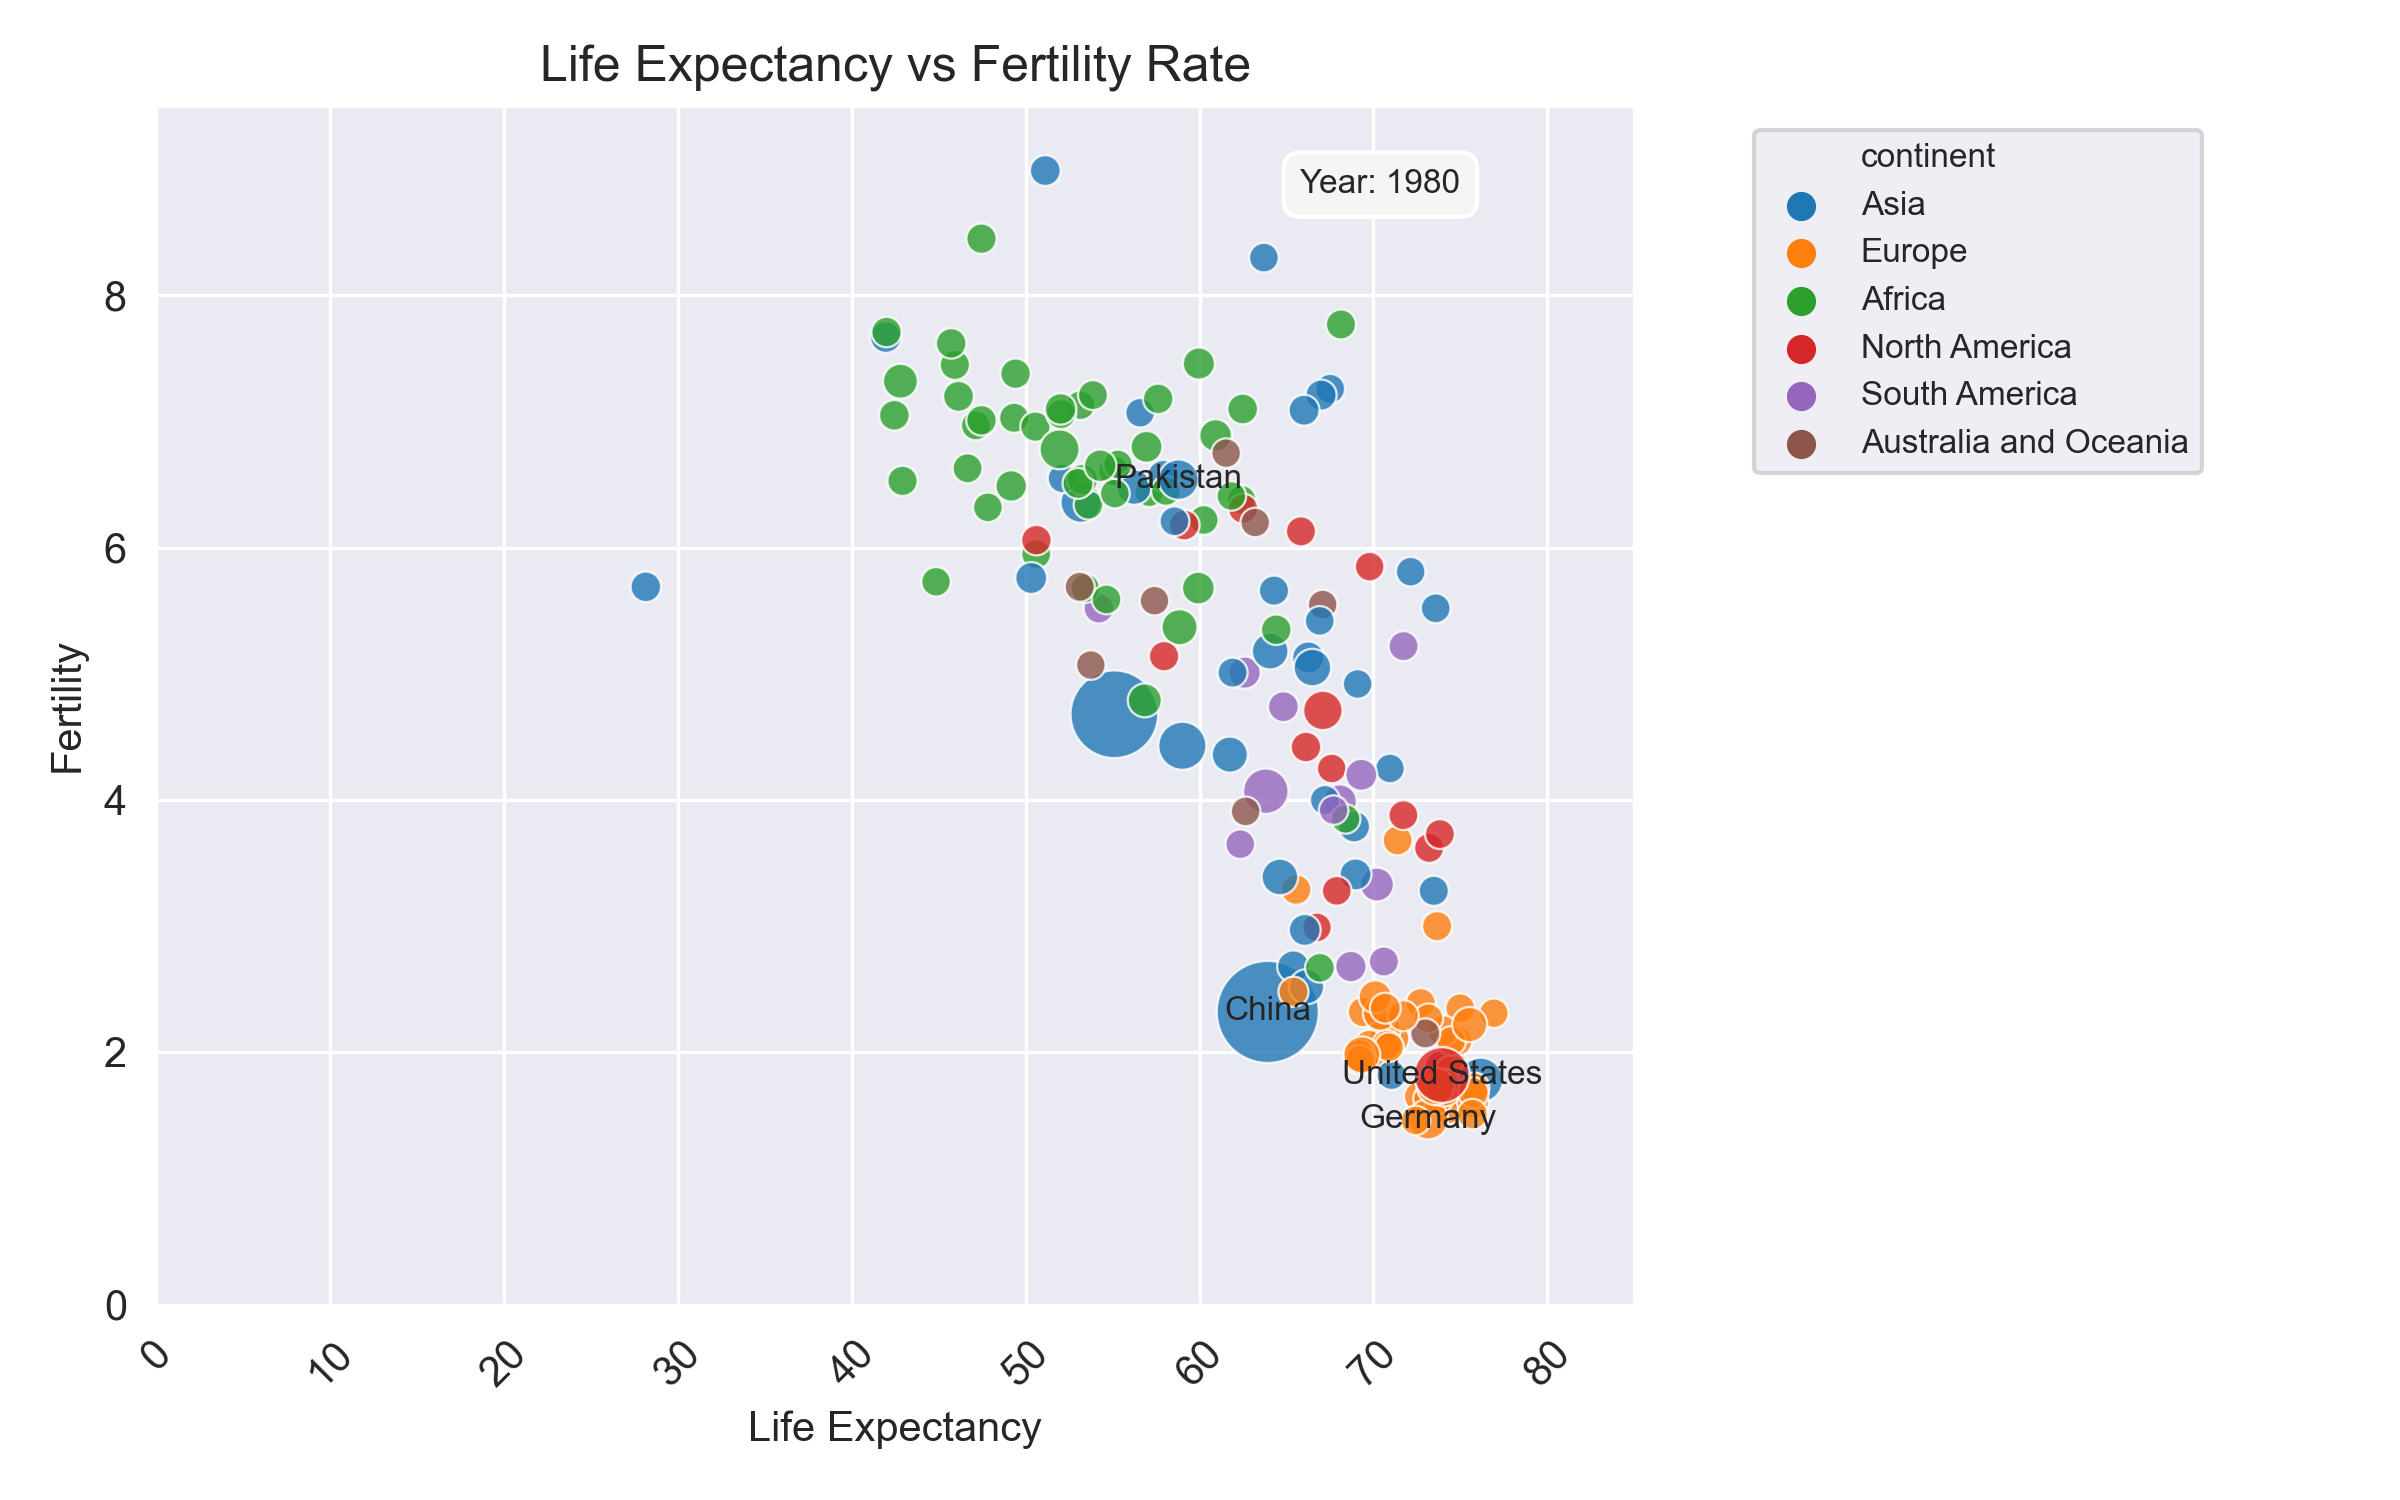 Life Expectancy vs Fertility Rate
Year: 1980
continent
Asia
Europe
Africa
North America
South America
Australia and Oceania
Pakistan
China
United States
Germany
Fertility
8
6
4
2
0
0
10
20
30
40
50
60
70
80
Life Expectancy